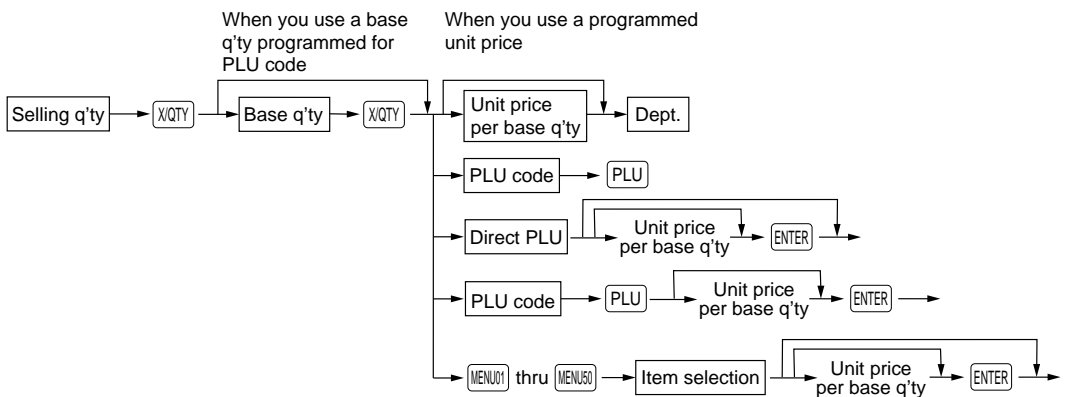 When you use a base
q'ty programmed for
PLU code
When you use a programmed
unit price
Selling q'ty X/QTY Base q'ty X/QTY Unit price
per base q'ty Dept.
PLU code PLU
Direct PLU Unit price
per base q'ty ENTER
PLU code PLU Unit price
per base q'ty ENTER
MENU01 thru MENU50 Item selection Unit price
per base q'ty ENTER